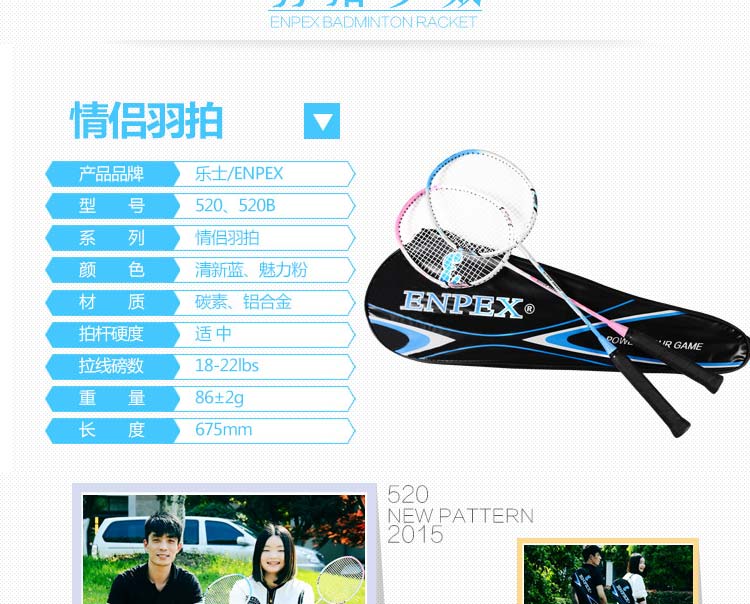 ENPEX BADMINTON RACKET
情侣羽拍
产品品牌 乐士/ENPEX
型 号 520、520B
系 列 情侣羽拍
颜 色 清新蓝、魅力粉
材 质 碳素、铝合金
拍杆硬度 适 中
拉线磅数 18-22lbs
重 量 86±2g
长 度 675mm
ENPEX®
POWER YOUR GAME
520
NEW PATTERN
2015